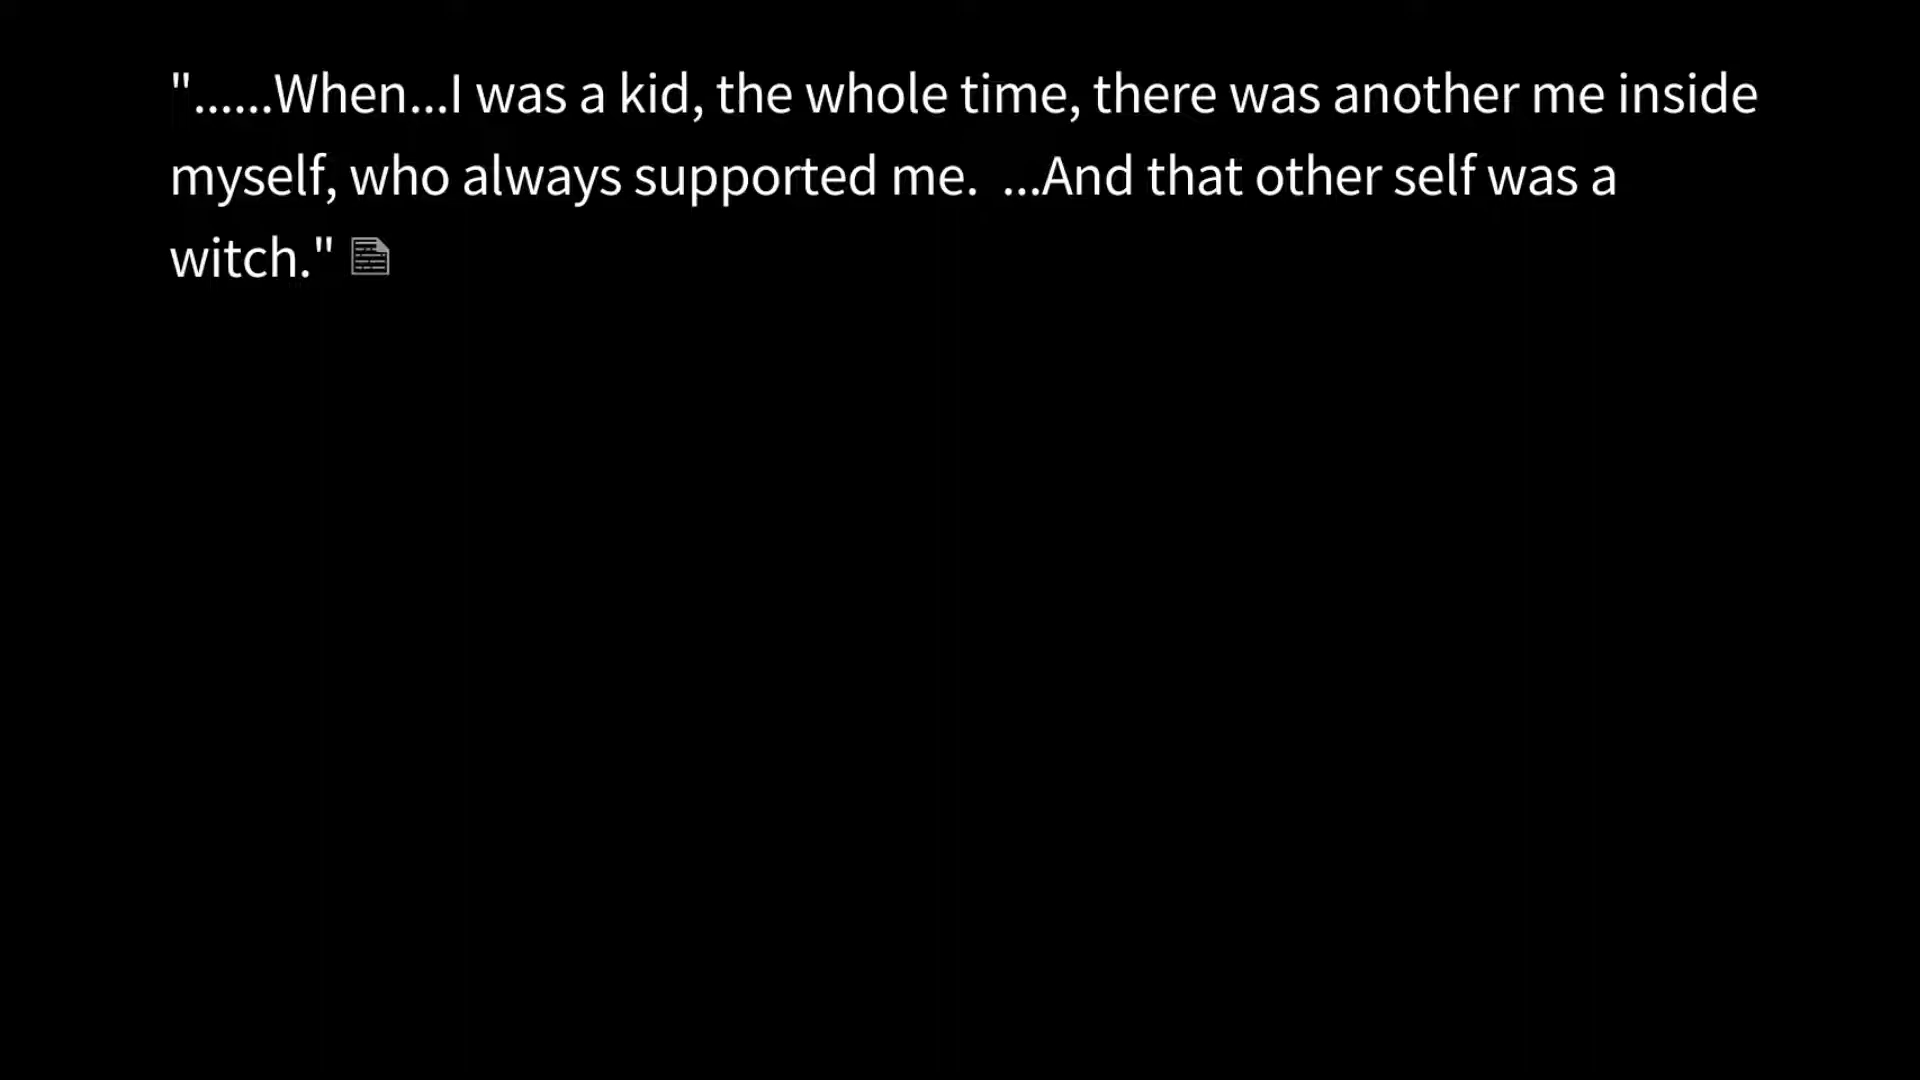 "......When...I was a kid, the whole time, there was another me inside
myself, who always supported me.  ...And that other self was a
witch."